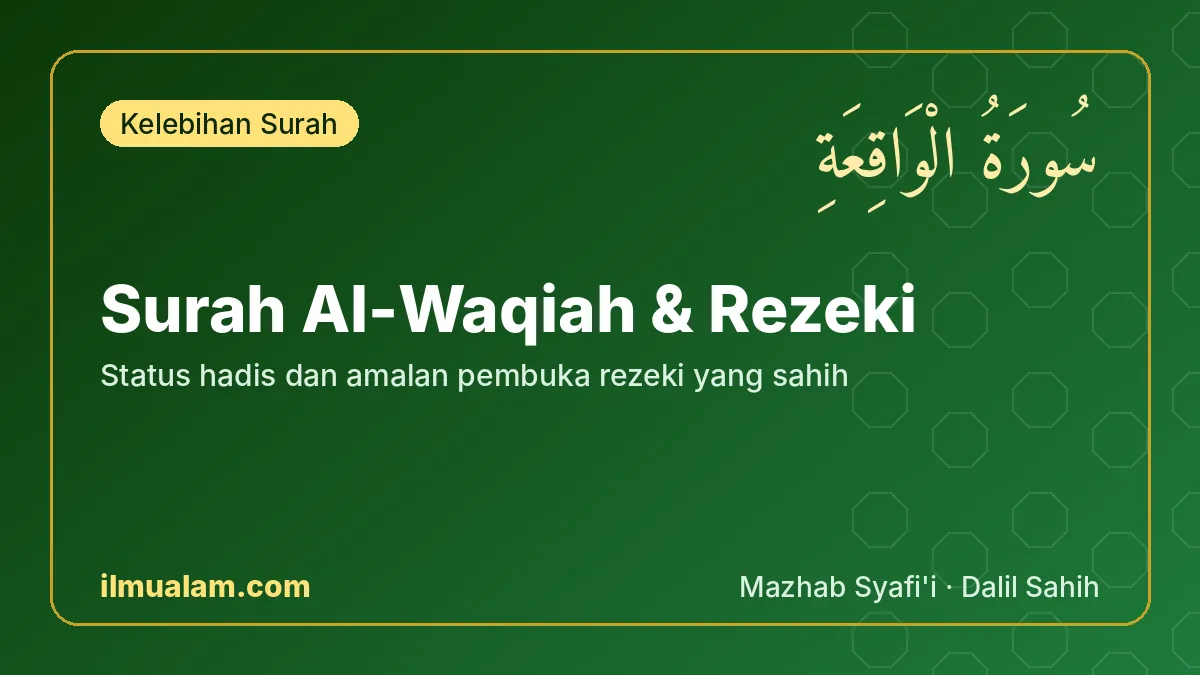 Kelebihan Surah
سُورَةُ الْوَاقِعَةِ
Surah Al-Waqiah & Rezeki
Status hadis dan amalan pembuka rezeki yang sahih
ilmualam.com
Mazhab Syafi'i · Dalil Sahih